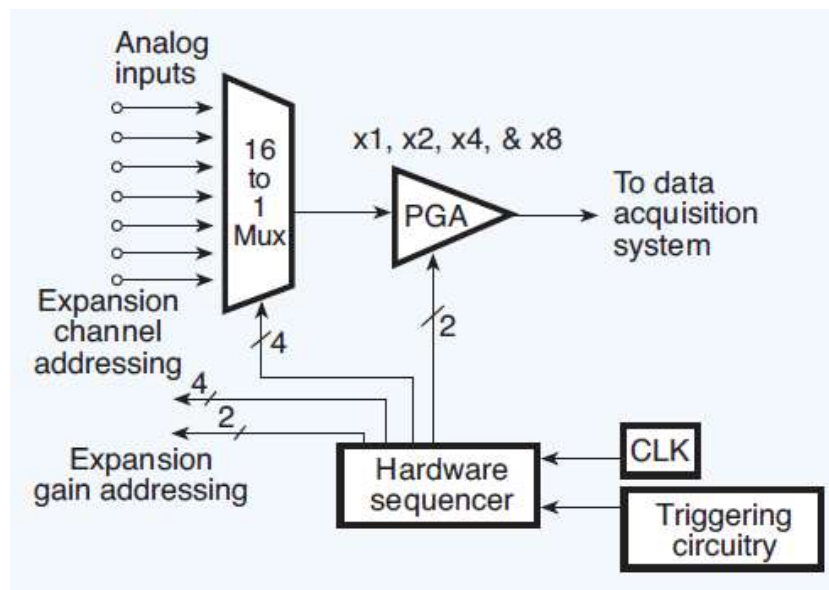 Analog
inputs
16
to
1
Mux
x1, x2, x4, & x8
PGA
To data
acquisition
system
Expansion
channel
addressing
4
2
4
2
Expansion
gain addressing
Hardware
sequencer
CLK
Triggering
circuitry